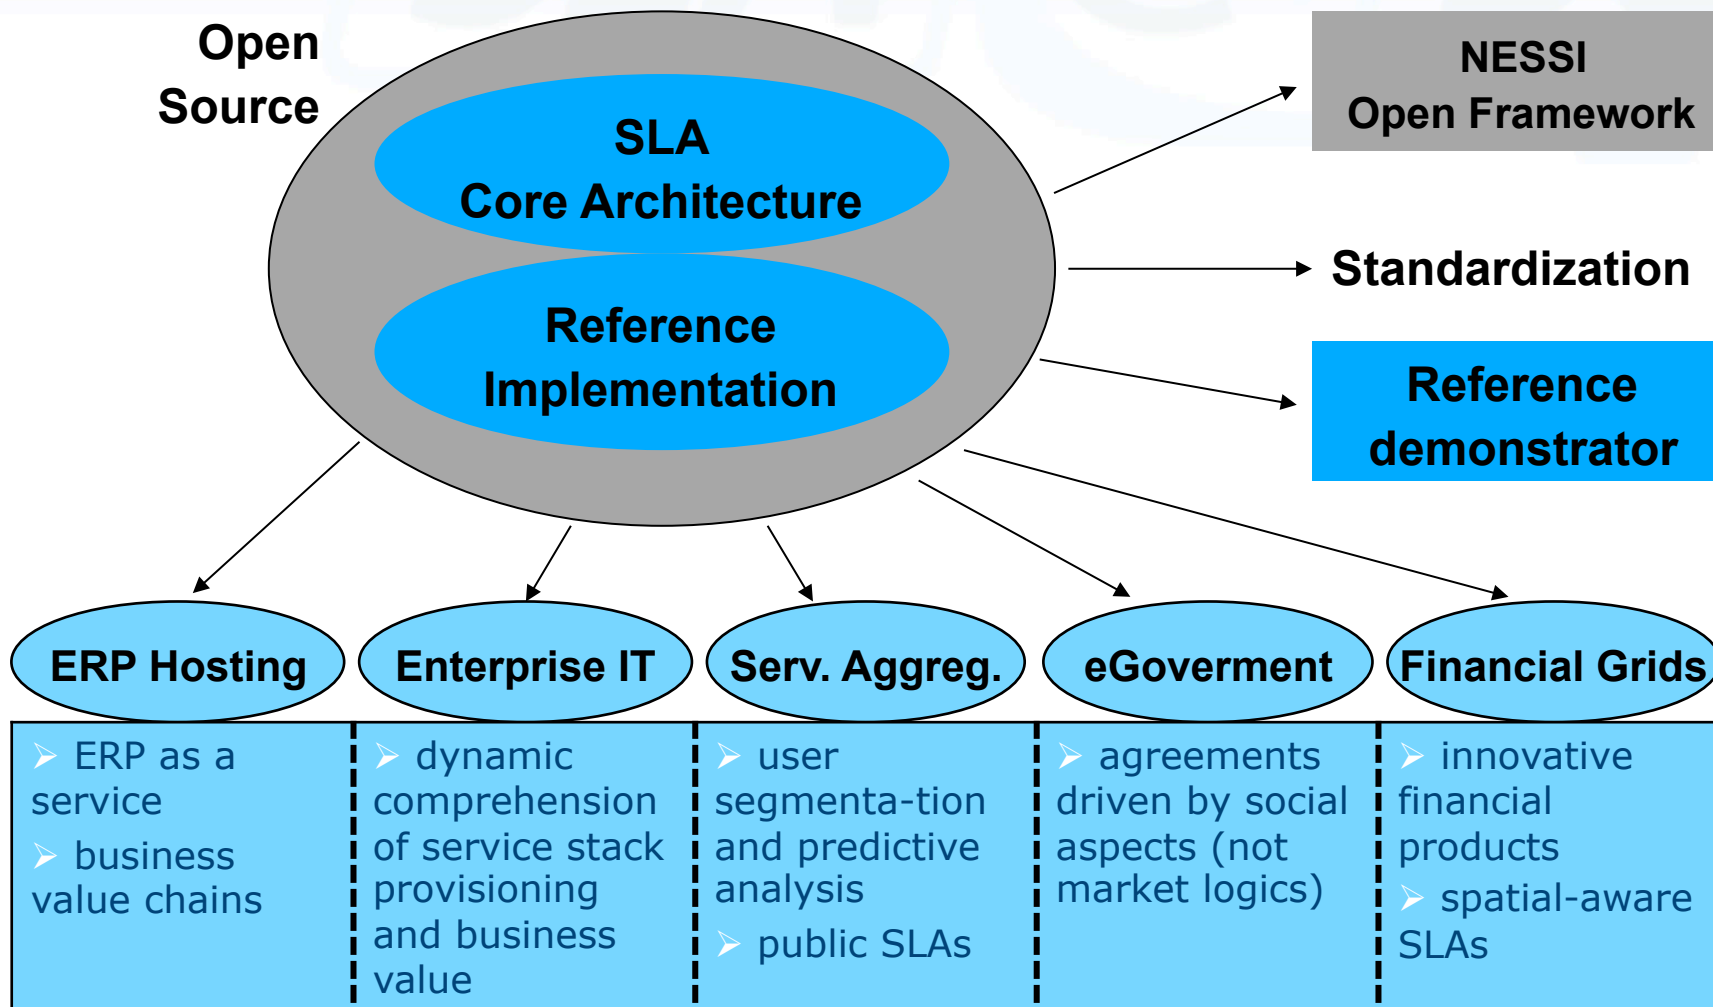 Open
Source
SLA
Core Architecture
Reference
Implementation
NESSI
Open Framework
Standardization
Reference
demonstrator
ERP Hosting
Enterprise IT
Serv. Aggreg.
eGoverment
Financial Grids
➢ ERP as a
service
➢ business
value chains
➢ dynamic
comprehension
of service stack
provisioning
and business
value
➢ user
segmenta-tion
and predictive
analysis
➢ public SLAs
➢ agreements
driven by social
aspects (not
market logics)
➢ innovative
financial
products
➢ spatial-aware
SLAs